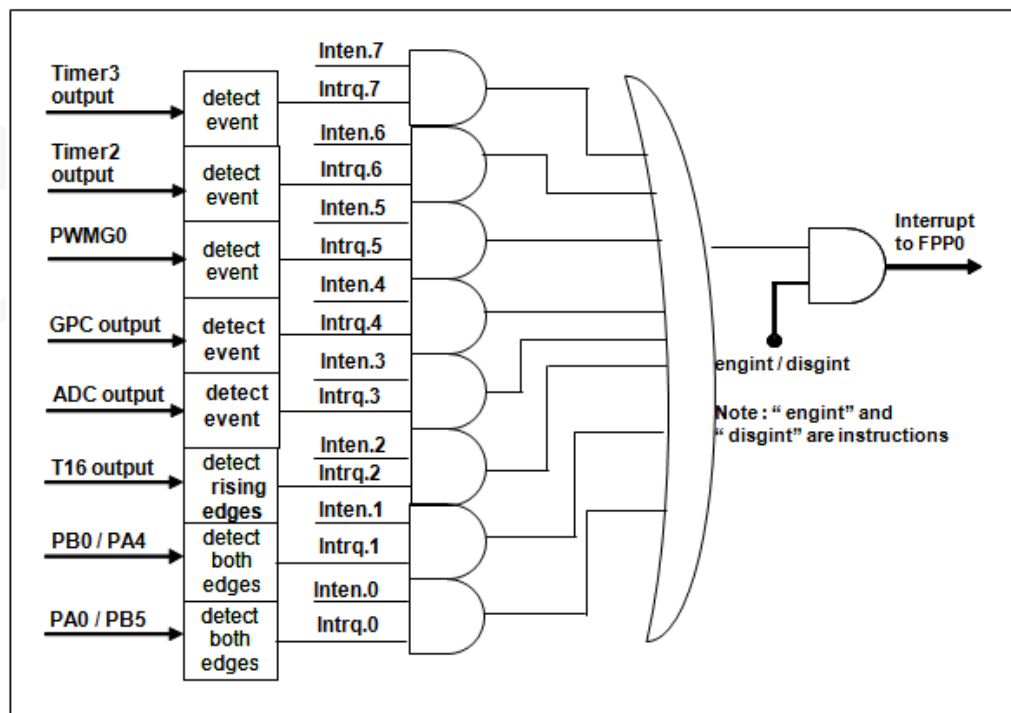 Timer3
output
detect
event
Inten.7
Intrq.7
Timer2
output
detect
event
Inten.6
Intrq.6
PWMG0
detect
event
Inten.5
Intrq.5
GPC output
detect
event
Inten.4
Intrq.4
ADC output
detect
event
Inten.3
Intrq.3
T16 output
detect
rising
edges
Inten.2
Intrq.2
PB0 / PA4
detect
both
edges
Inten.1
Intrq.1
PA0 / PB5
detect
both
edges
Inten.0
Intrq.0
Interrupt
to FPP0
engint / disgint
Note : “ engint” and
“ disgint” are instructions